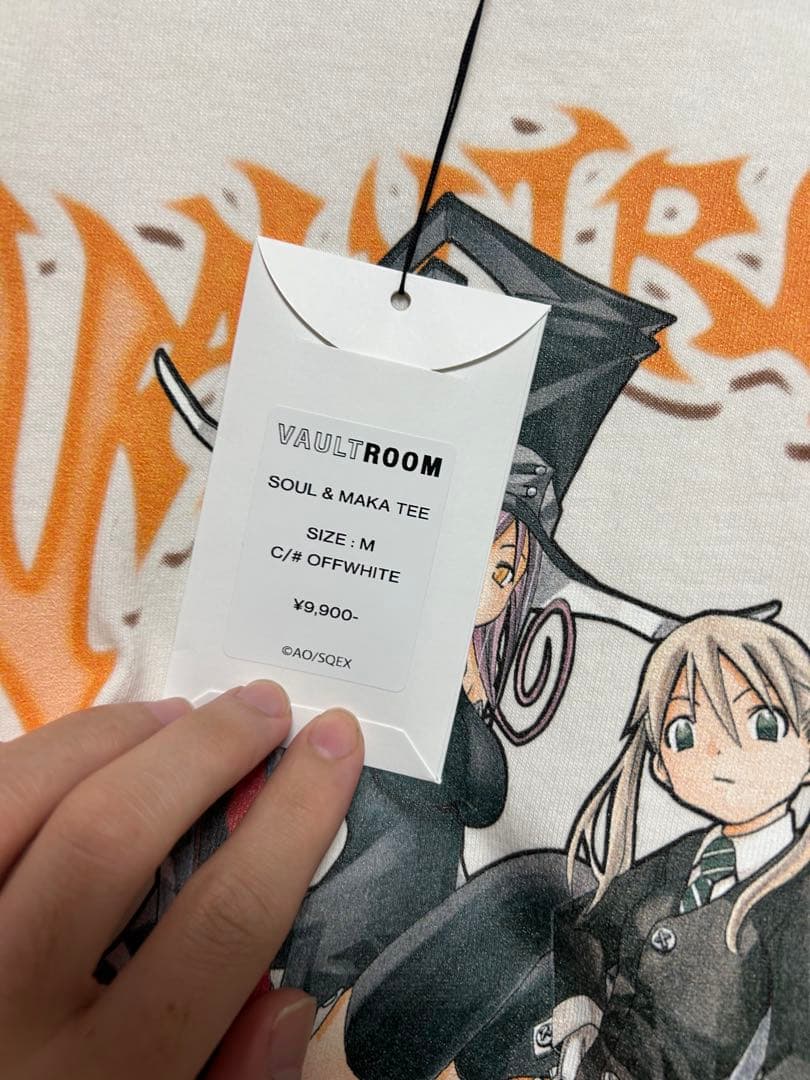 VAULTROOM
SOUL & MAKA TEE
SIZE : M
C/# OFFWHITE
¥9,900-
©AO/SQEX